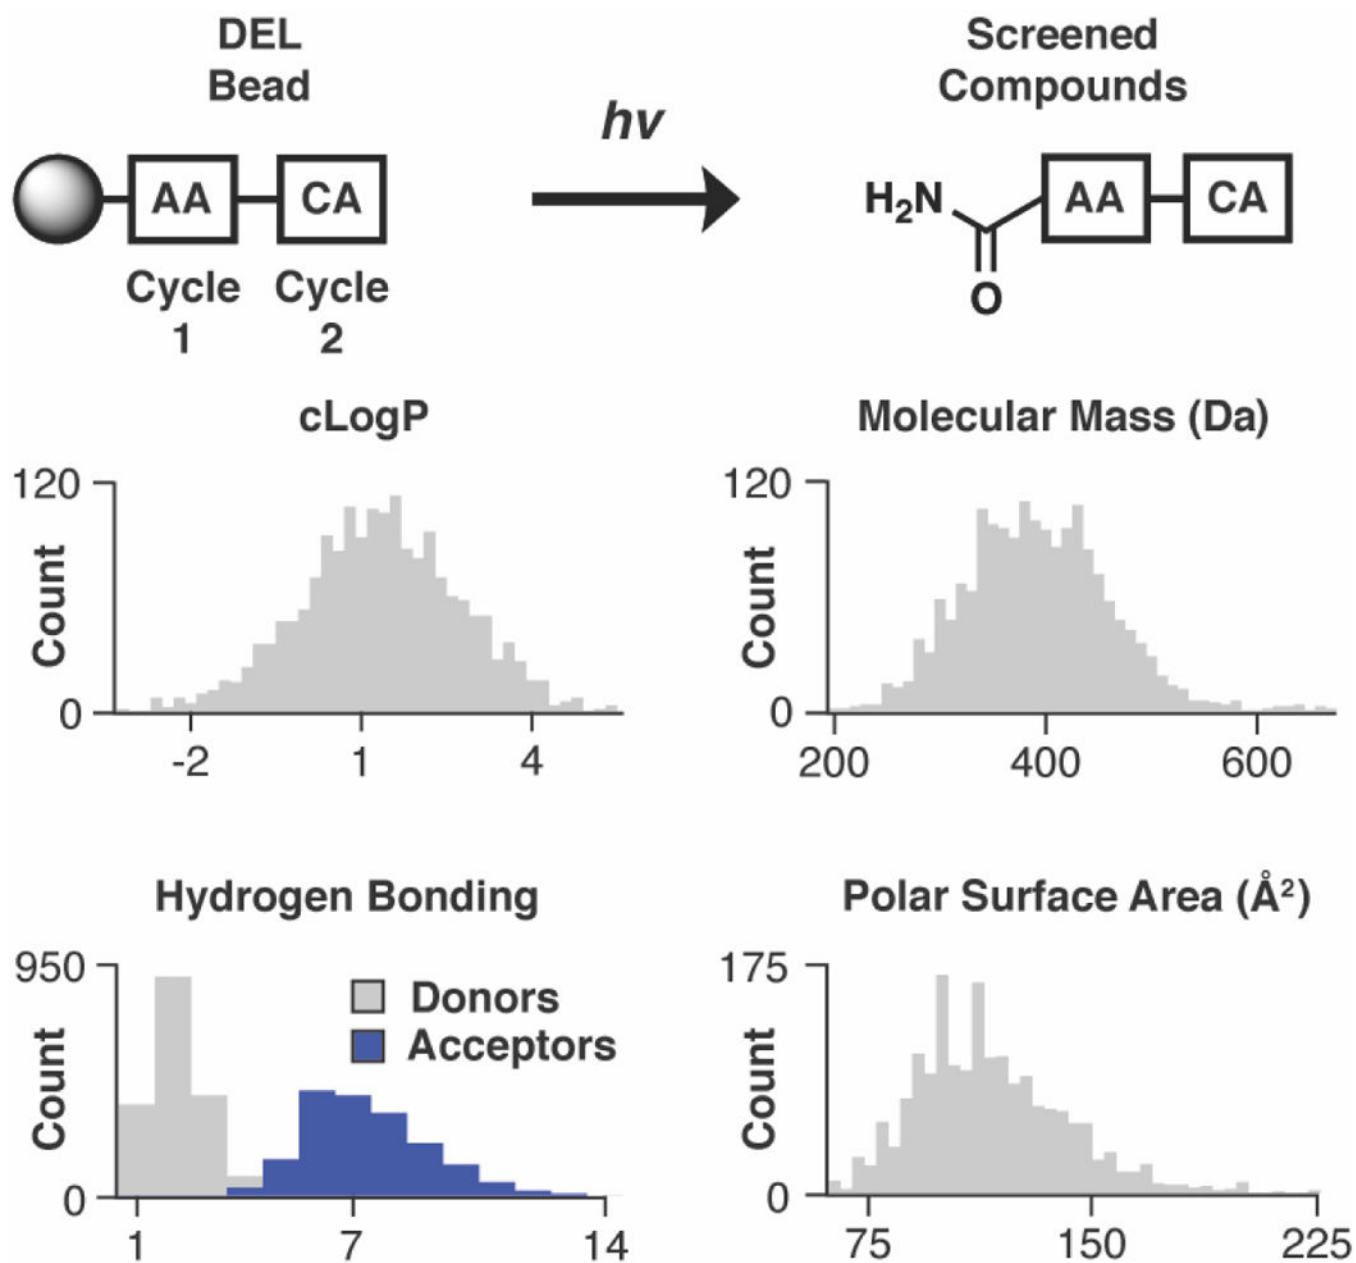 DEL
Bead
hν
Screened
Compounds
AA
CA
H₂N
O
AA
CA
Cycle
1
Cycle
2
cLogP
120
Count
0
-2
1
4
Molecular Mass (Da)
120
Count
0
200
400
600
Hydrogen Bonding
950
Count
0
Donors
Acceptors
1
7
14
Polar Surface Area (Å²)
175
Count
0
75
150
225